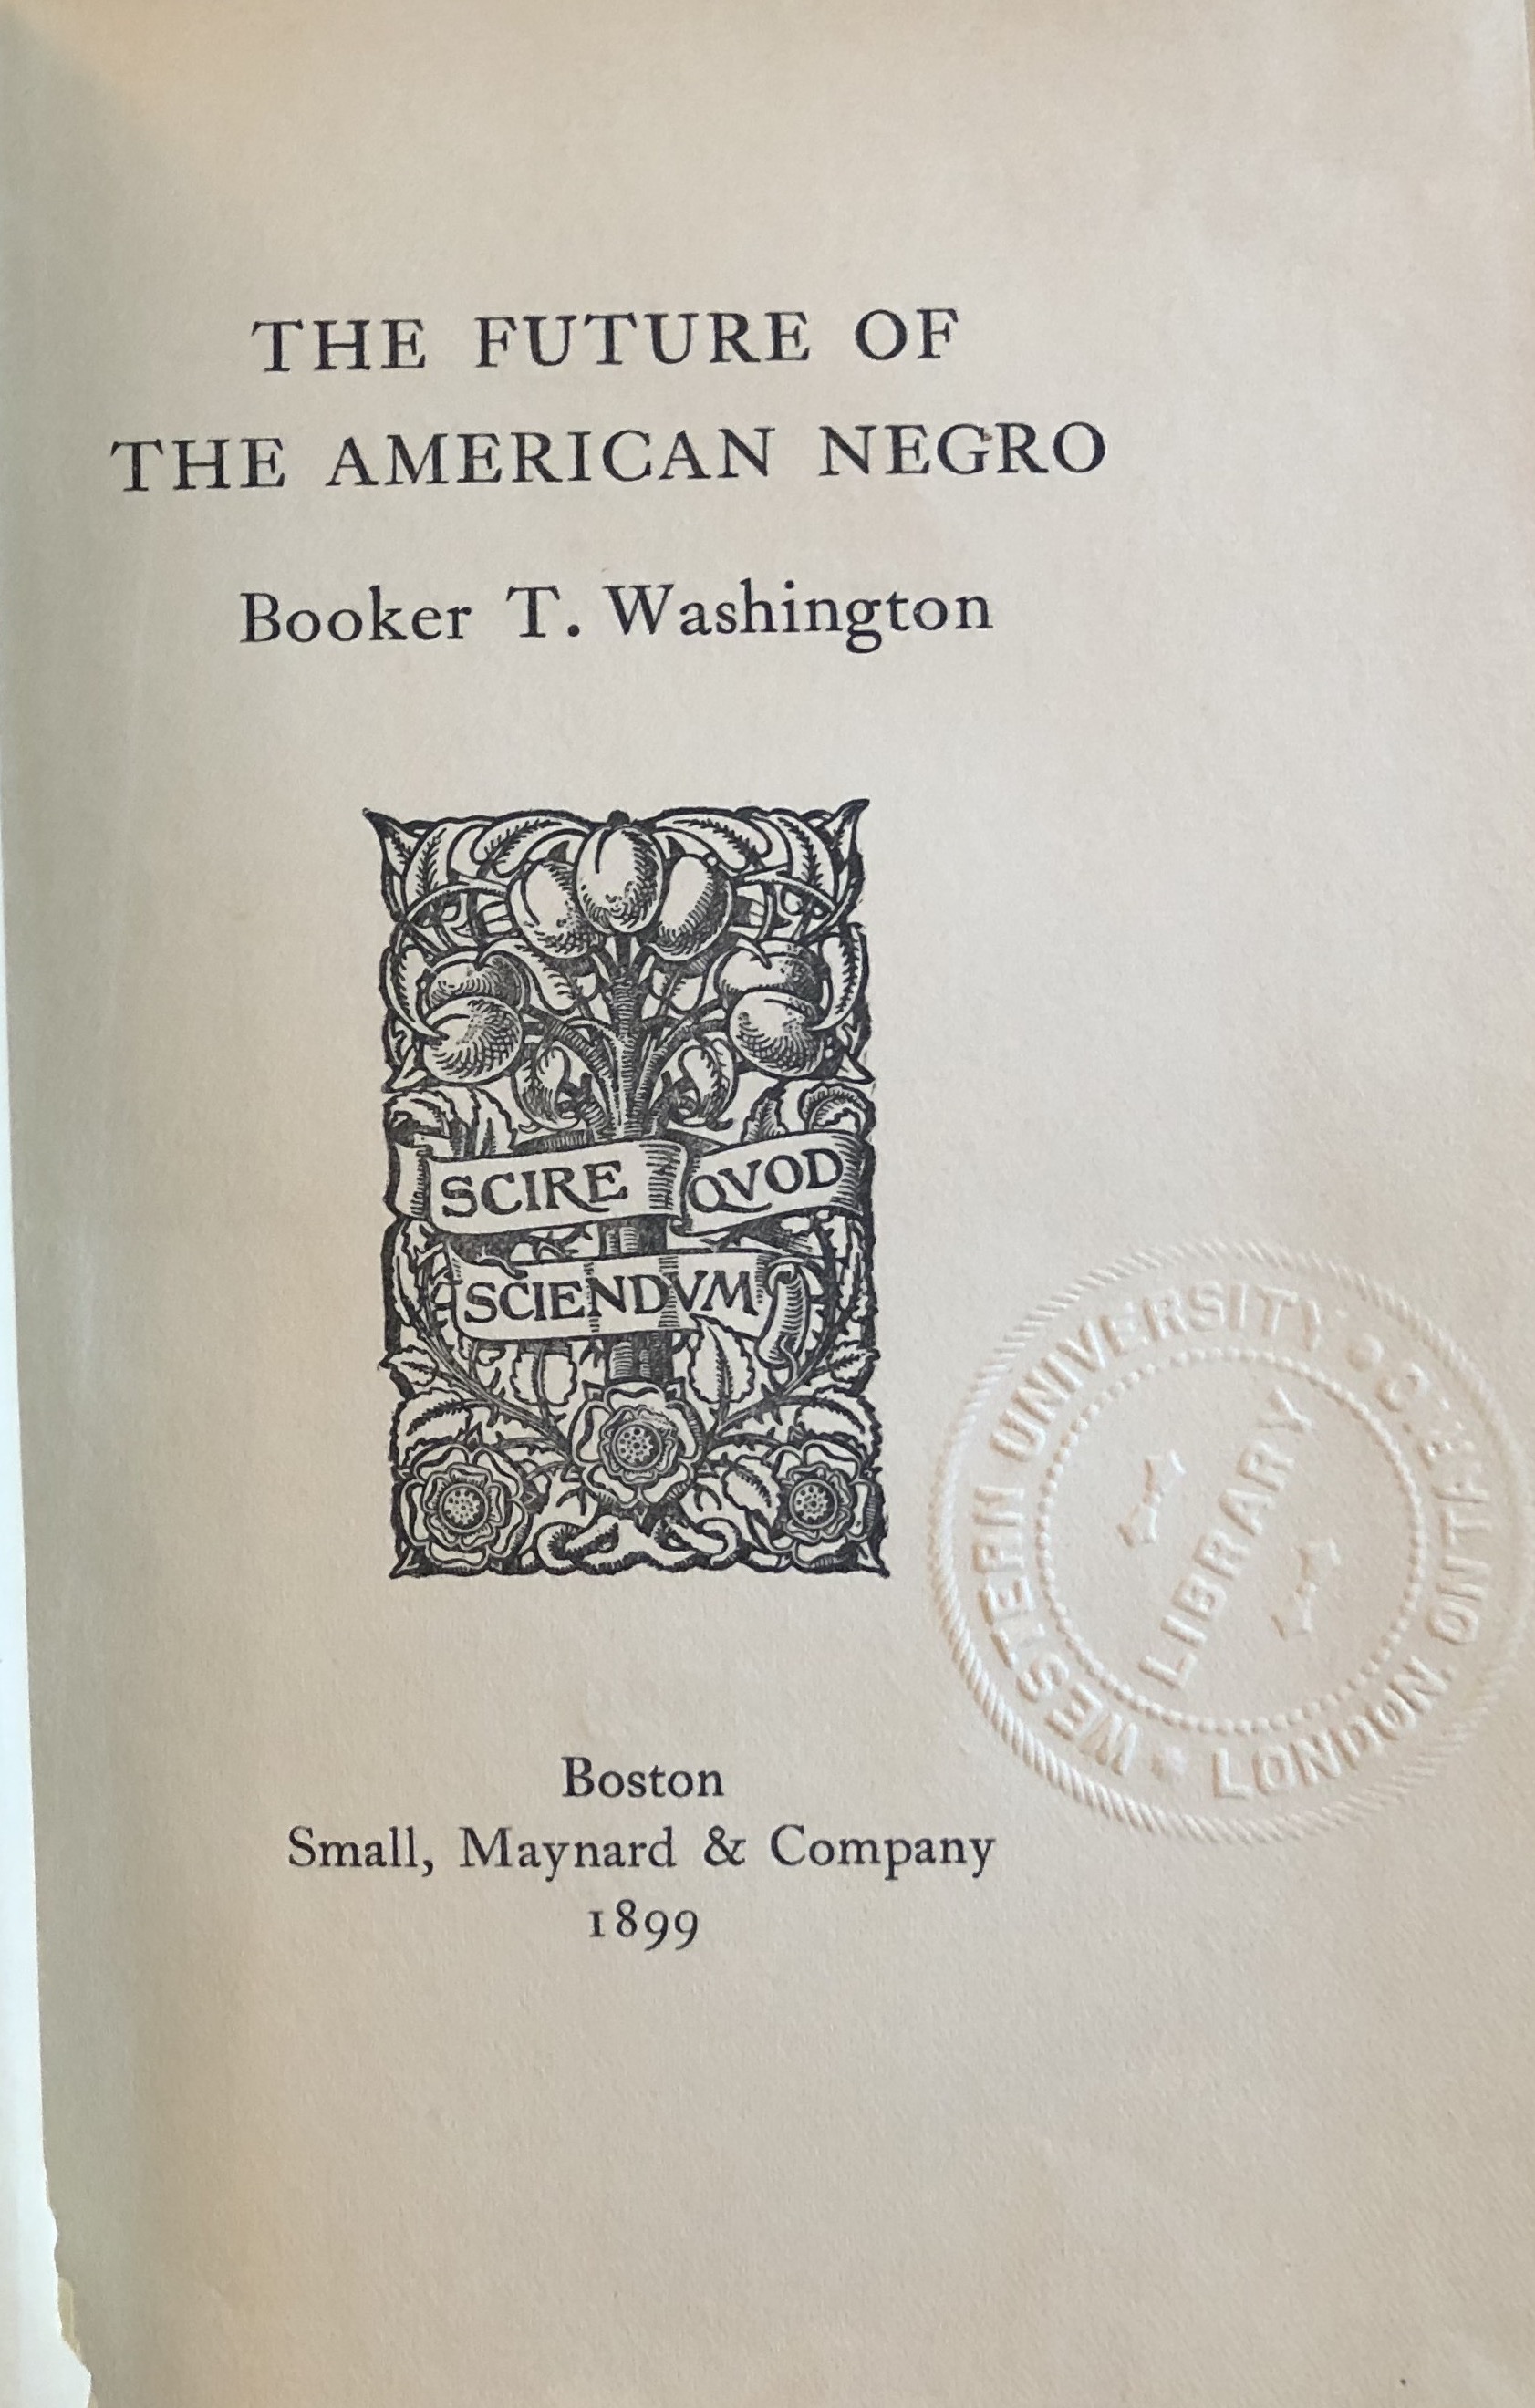 THE FUTURE OF
THE AMERICAN NEGRO
Booker T. Washington
SCIRE QVOD
SCIENDVM
WESTERN UNIVERSITY
LIBRARY
LONDON, ONTARIO
Boston
Small, Maynard & Company
1899